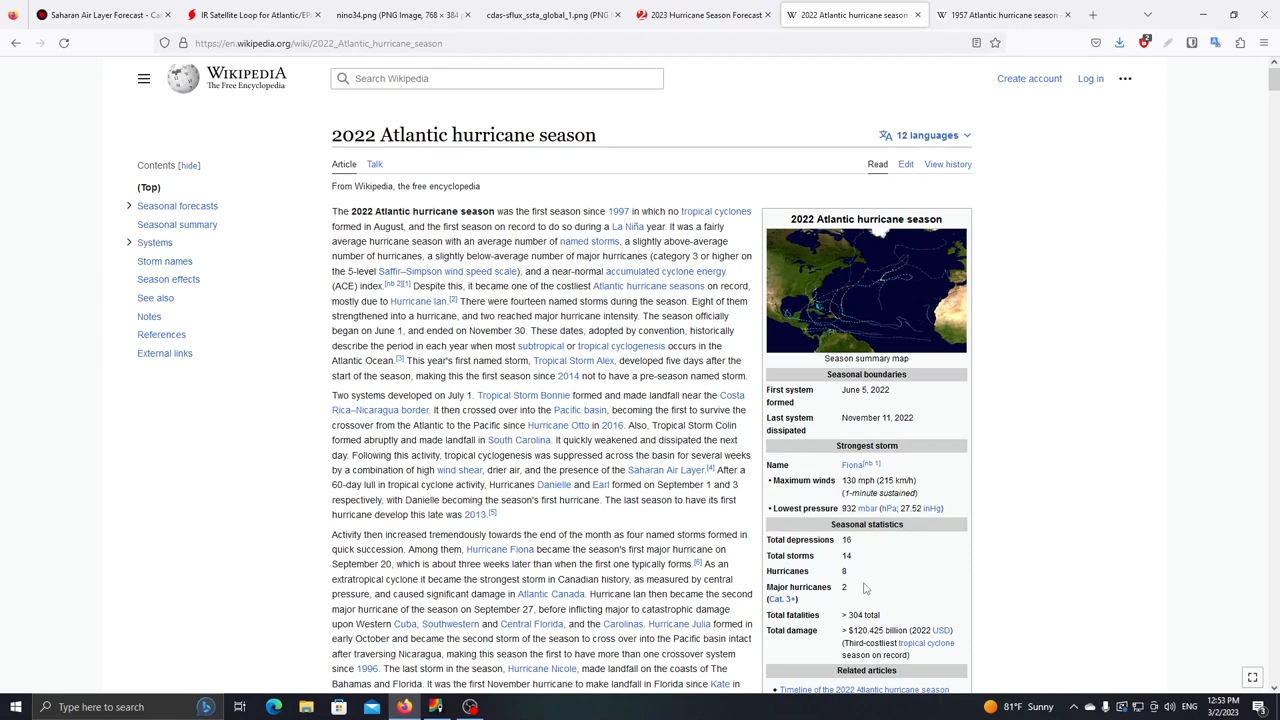 Saharan Air Layer Forecast - Ca
IR Satellite Loop for Atlantic/EP
nino34.png (PNG Image, 768 × 384
cdas-sflux_ssta_global_1.png (PNG
2023 Hurricane Season Forecast
2022 Atlantic hurricane season
1957 Atlantic hurricane season -
https://en.wikipedia.org/wiki/2022_Atlantic_hurricane_season
WIKIPEDIA
The Free Encyclopedia
Search Wikipedia
Create account
Log in
2022 Atlantic hurricane season
12 languages
Contents [hide]
(Top)
Seasonal forecasts
Seasonal summary
Systems
Storm names
Season effects
See also
Notes
References
External links
Article Talk
Read Edit View history
From Wikipedia, the free encyclopedia
The 2022 Atlantic hurricane season was the first season since 1997 in which no tropical cyclones
formed in August, and the first season on record to do so during a La Niña year. It was a fairly
average hurricane season with an average number of named storms, a slightly above-average
number of hurricanes, a slightly below-average number of major hurricanes (category 3 or higher on
the 5-level Saffir–Simpson wind speed scale), and a near-normal accumulated cyclone energy
(ACE) index.[nb 2][1] Despite this, it became one of the costliest Atlantic hurricane seasons on record,
mostly due to Hurricane Ian.[2] There were fourteen named storms during the season. Eight of them
strengthened into a hurricane, and two reached major hurricane intensity. The season officially
began on June 1, and ended on November 30. These dates, adopted by convention, historically
describe the period in each year when most subtropical or tropical cyclogenesis occurs in the
Atlantic Ocean.[3] This year's first named storm, Tropical Storm Alex, developed five days after the
start of the season, making this the first season since 2014 not to have a pre-season named storm.
Two systems developed on July 1. Tropical Storm Bonnie formed and made landfall near the Costa
Rica–Nicaragua border. It then crossed over into the Pacific basin, becoming the first to survive the
crossover from the Atlantic to the Pacific since Hurricane Otto in 2016. Also, Tropical Storm Colin
formed abruptly and made landfall in South Carolina. It quickly weakened and dissipated the next
day. Following this activity, tropical cyclogenesis was suppressed across the basin for several weeks
by a combination of high wind shear, drier air, and the presence of the Saharan Air Layer.[4] After a
60-day lull in tropical cyclone activity, Hurricanes Danielle and Earl formed on September 1 and 3
respectively, with Danielle becoming the season's first hurricane. The last season to have its first
hurricane develop this late was 2013.[5]
Activity then increased tremendously towards the end of the month as four named storms formed in
quick succession. Among them, Hurricane Fiona became the season's first major hurricane on
September 20, which is about three weeks later than when the first one typically forms.[6] As an
extratropical cyclone it became the strongest storm in Canadian history, as measured by central
pressure, and caused significant damage in Atlantic Canada. Hurricane Ian then became the second
major hurricane of the season on September 27, before inflicting major to catastrophic damage
upon Western Cuba, Southwestern and Central Florida, and the Carolinas. Hurricane Julia formed in
early October and became the second storm of the season to cross over into the Pacific basin intact
after traversing Nicaragua, making this season the first to have more than one crossover system
since 1996. The last storm in the season, Hurricane Nicole, made landfall on the coasts of The
Bahamas and Florida. It was the first November hurricane to make landfall in Florida since Kate in
2022 Atlantic hurricane season
Season summary map
Seasonal boundaries
First system formed June 5, 2022
Last system dissipated November 11, 2022
Strongest storm
Name Fiona[nb 1]
• Maximum winds 130 mph (215 km/h)
(1-minute sustained)
• Lowest pressure 932 mbar (hPa; 27.52 inHg)
Seasonal statistics
Total depressions 16
Total storms 14
Hurricanes 8
Major hurricanes 2
(Cat. 3+)
Total fatalities > 304 total
Total damage > $120.425 billion (2022 USD)
(Third-costliest tropical cyclone
season on record)
Related articles
• Timeline of the 2022 Atlantic hurricane season
Type here to search
81°F Sunny
12:53 PM
3/2/2023